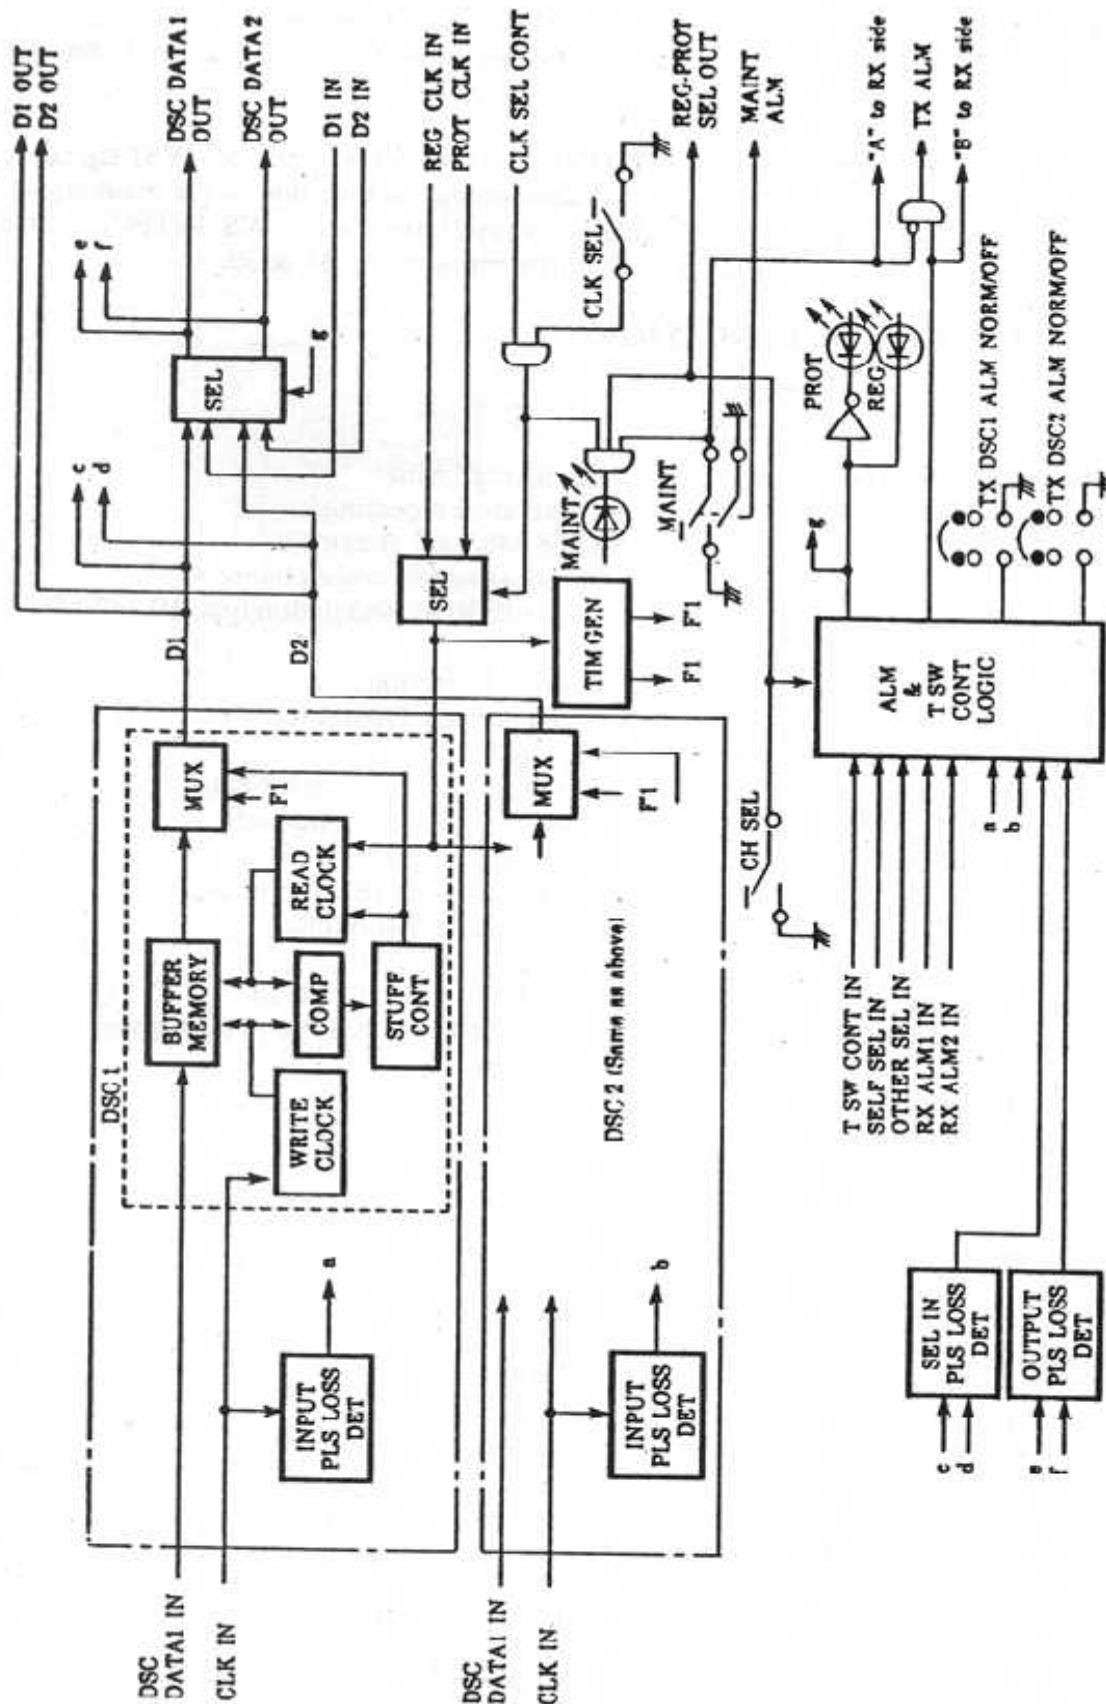 DSC
DATA1 IN
CLK IN
INPUT
PLS LOSS
DET
a
DSC 1
WRITE
CLOCK
BUFFER
MEMORY
COMP
STUFF
CONT
READ
CLOCK
MUX
F1
D1
D2
c
d
SEL
g
e
f
D1 OUT
D2 OUT
DSC DATA1
OUT
DSC DATA2
OUT
D1 IN
D2 IN
REG CLK IN
PROT CLK IN
CLK SEL CONT
DSC
DATA1 IN
CLK IN
INPUT
PLS LOSS
DET
b
DSC 2 (Same as above)
MUX
F1
SEL
TIM GEN
F1
F1
MAINT
CLK SEL
MAINT
REG-PROT
SEL OUT
MAINT
ALM
CH SEL
T SW CONT IN
SELF SEL IN
OTHER SEL IN
RX ALM1 IN
RX ALM2 IN
a
b
ALM
&
T SW
CONT
LOGIC
g
PROT
REG
"A" to RX side
TX ALM
"B" to RX side
TX DSC1 ALM NORM/OFF
TX DSC2 ALM NORM/OFF
c
d
SEL IN
PLS LOSS
DET
e
f
OUTPUT
PLS LOSS
DET